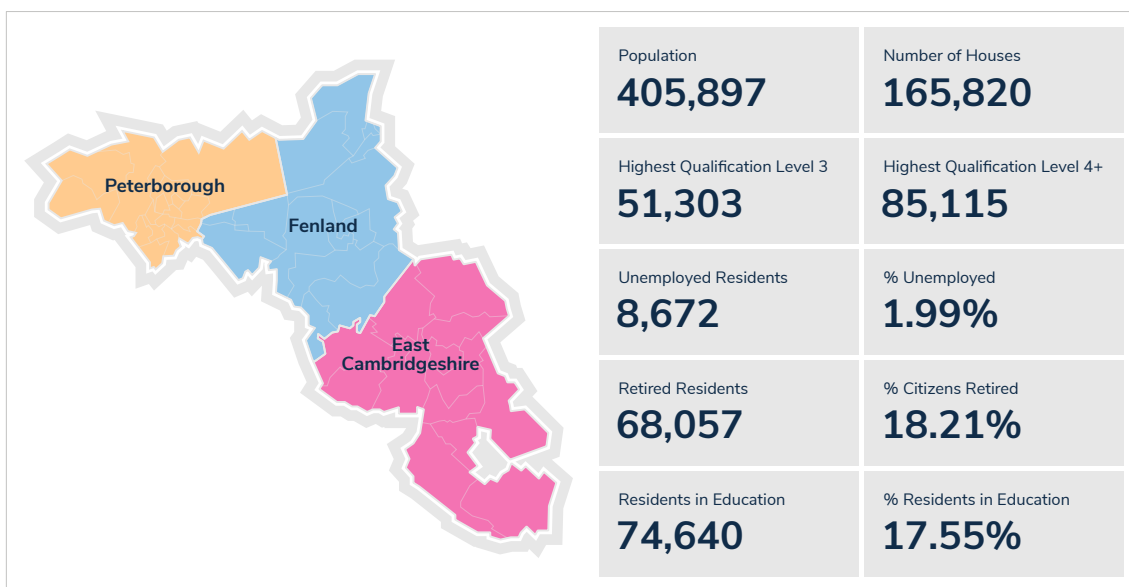 Peterborough
Fenland
East
Cambridgeshire
Population
405,897
Number of Houses
165,820
Highest Qualification Level 3
51,303
Highest Qualification Level 4+
85,115
Unemployed Residents
8,672
% Unemployed
1.99%
Retired Residents
68,057
% Citizens Retired
18.21%
Residents in Education
74,640
% Residents in Education
17.55%